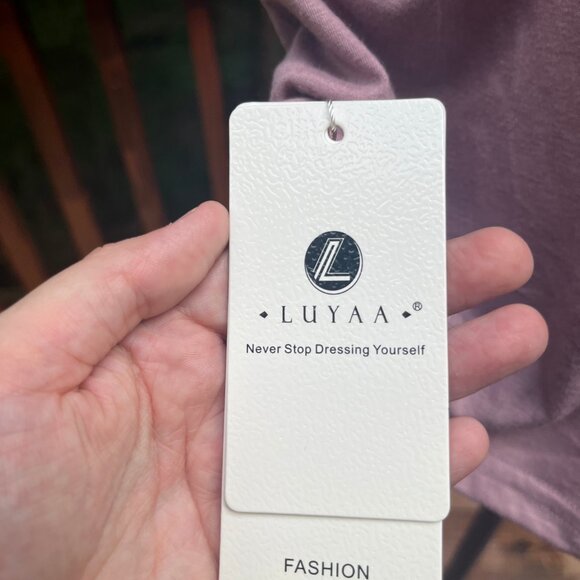 L
LUYAA ®
Never Stop Dressing Yourself
FASHION